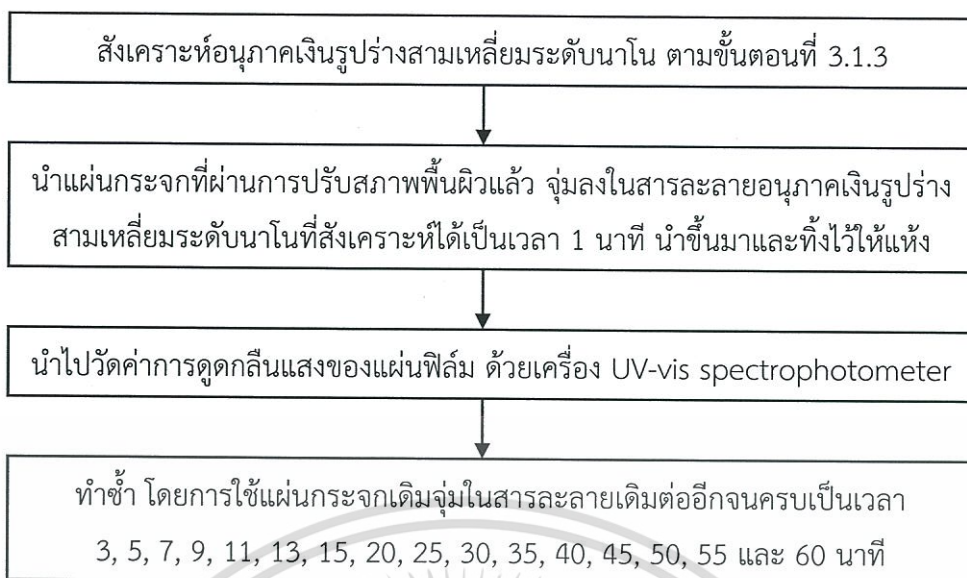 สังเคราะห์อนุภาคเงินรูปร่างสามเหลี่ยมระดับนาโน ตามขั้นตอนที่ 3.1.3
นำแผ่นกระจกที่ผ่านการปรับสภาพพื้นผิวแล้ว จุ่มลงในสารละลายอนุภาคเงินรูปร่าง
สามเหลี่ยมระดับนาโนที่สังเคราะห์ได้เป็นเวลา 1 นาที นำขึ้นมาและทิ้งไว้ให้แห้ง
นำไปวัดค่าการดูดกลืนแสงของแผ่นฟิล์ม ด้วยเครื่อง UV-vis spectrophotometer
ทำซ้ำ โดยการใช้แผ่นกระจกเดิมจุ่มในสารละลายเดิมต่ออีกจนครบเป็นเวลา
3, 5, 7, 9, 11, 13, 15, 20, 25, 30, 35, 40, 45, 50, 55 และ 60 นาที